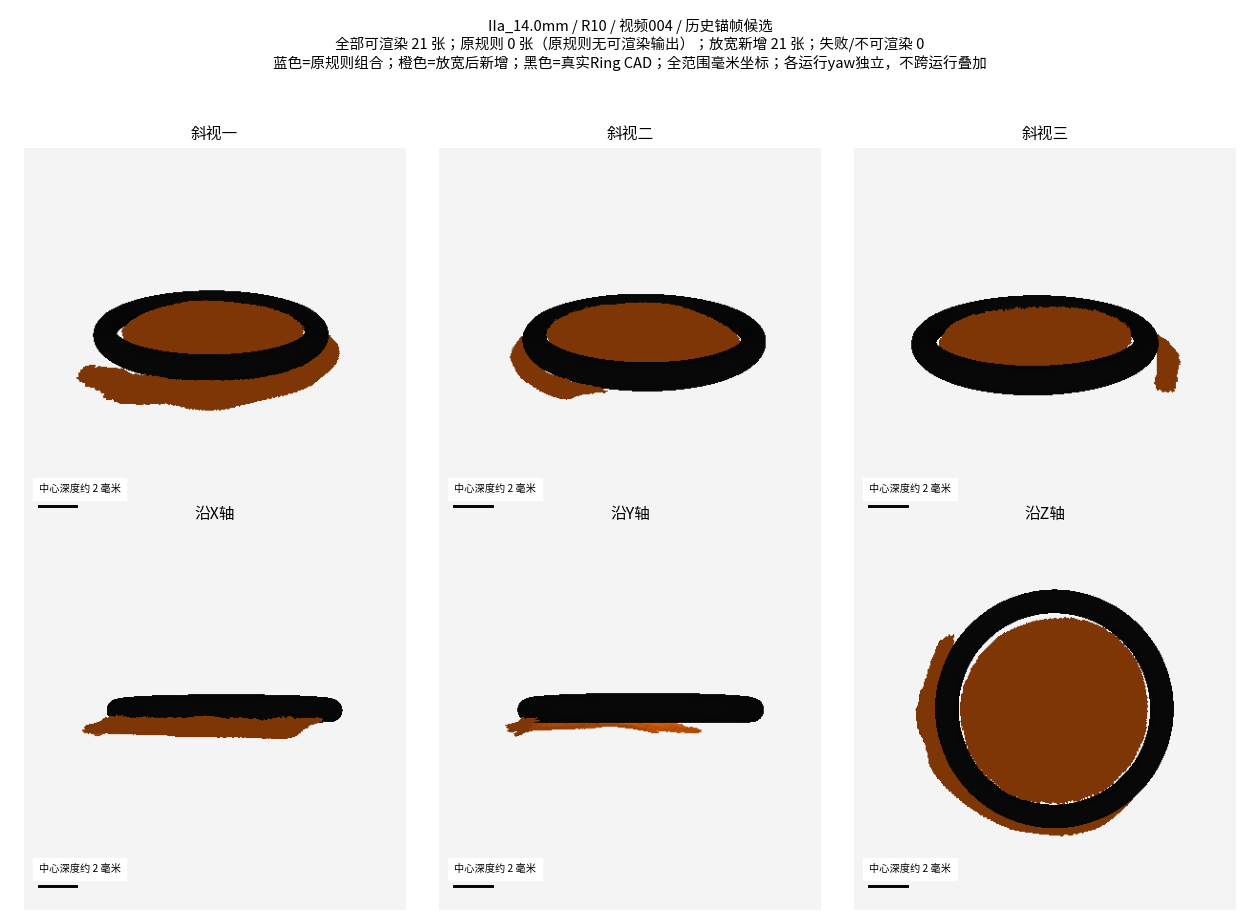 IIa_14.0mm / R10 / 视频004 / 历史锚帧候选
全部可渲染 21 张；原规则 0 张（原规则无可渲染输出）；放宽新增 21 张；失败/不可渲染 0
蓝色=原规则组合；橙色=放宽后新增；黑色=真实Ring CAD；全范围毫米坐标；各运行yaw独立，不跨运行叠加
斜视一
斜视二
斜视三
中心深度约 2 毫米
中心深度约 2 毫米
中心深度约 2 毫米
沿X轴
沿Y轴
沿Z轴
中心深度约 2 毫米
中心深度约 2 毫米
中心深度约 2 毫米